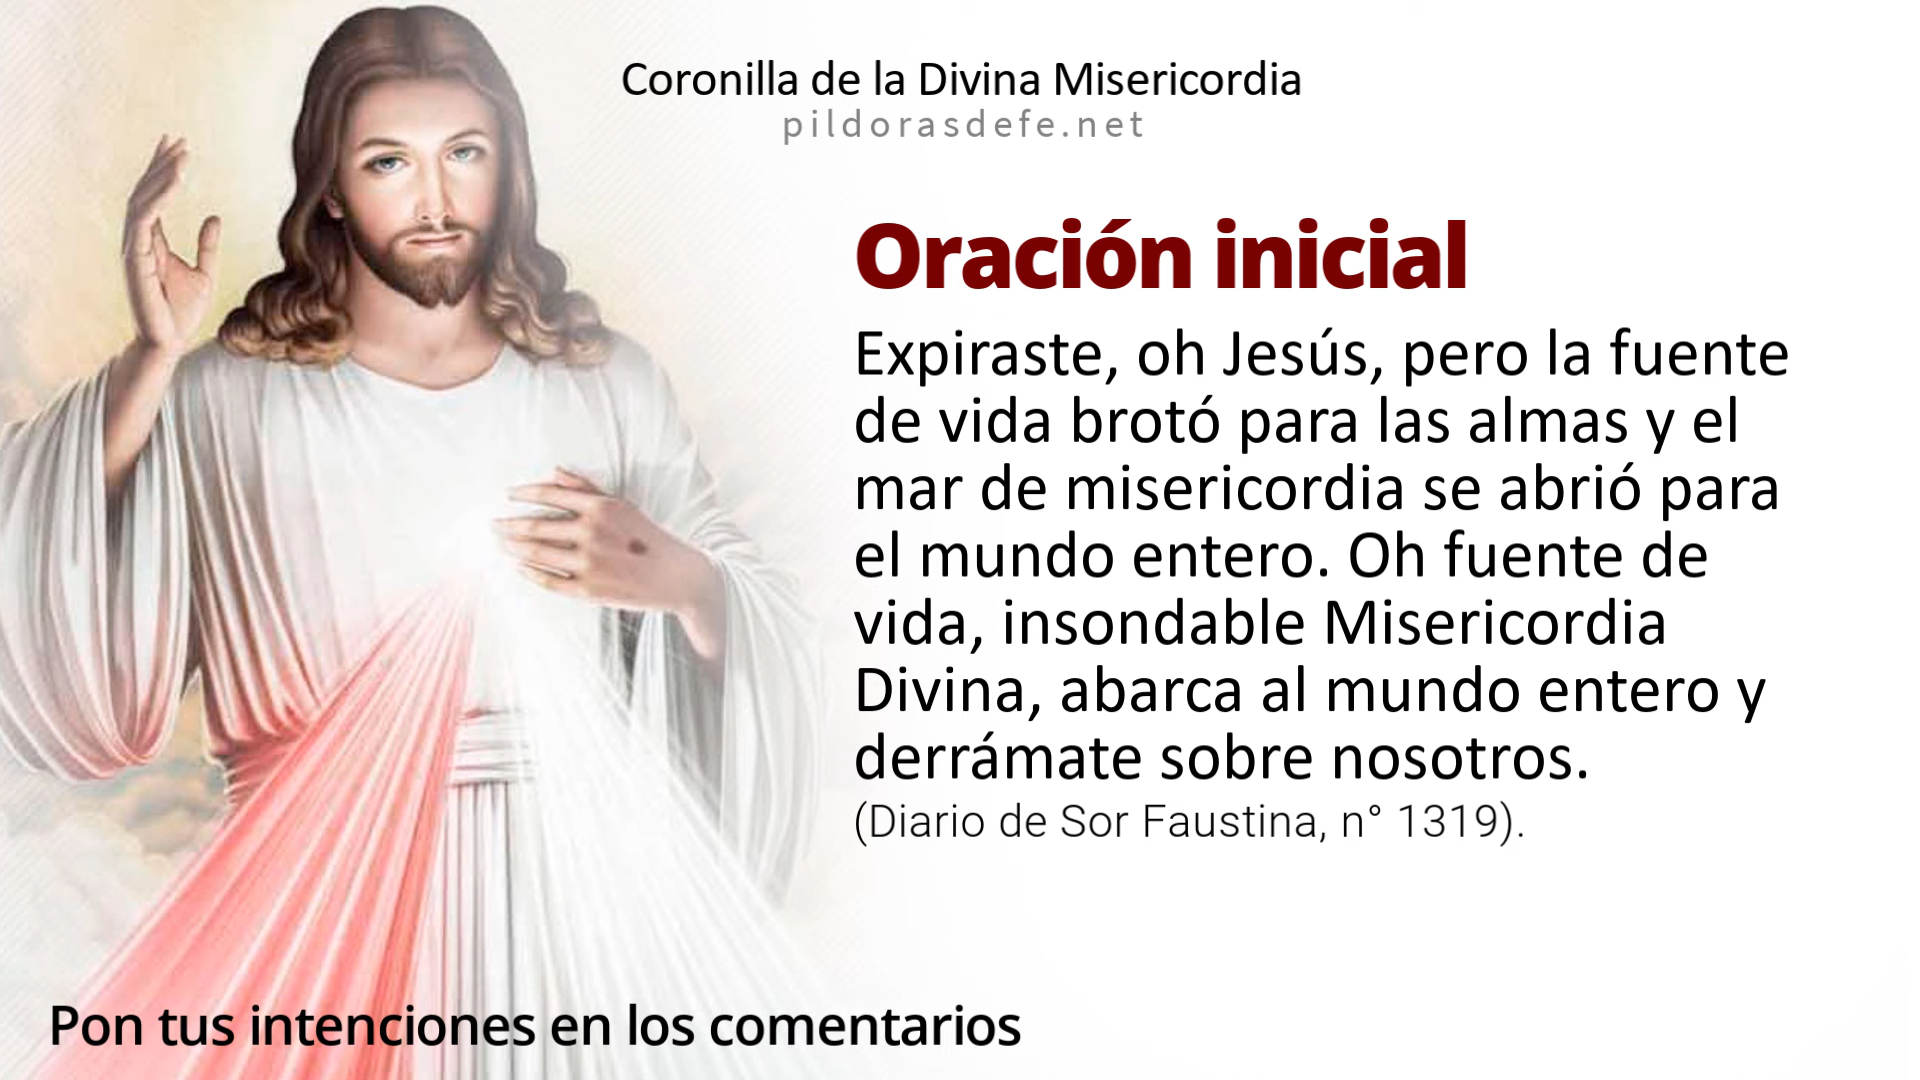 Coronilla de la Divina Misericordia
pildorasdefe.net
Oración inicial
Expiraste, oh Jesús, pero la fuente
de vida brotó para las almas y el
mar de misericordia se abrió para
el mundo entero. Oh fuente de
vida, insondable Misericordia
Divina, abarca al mundo entero y
derrámate sobre nosotros.
(Diario de Sor Faustina, n° 1319).
Pon tus intenciones en los comentarios